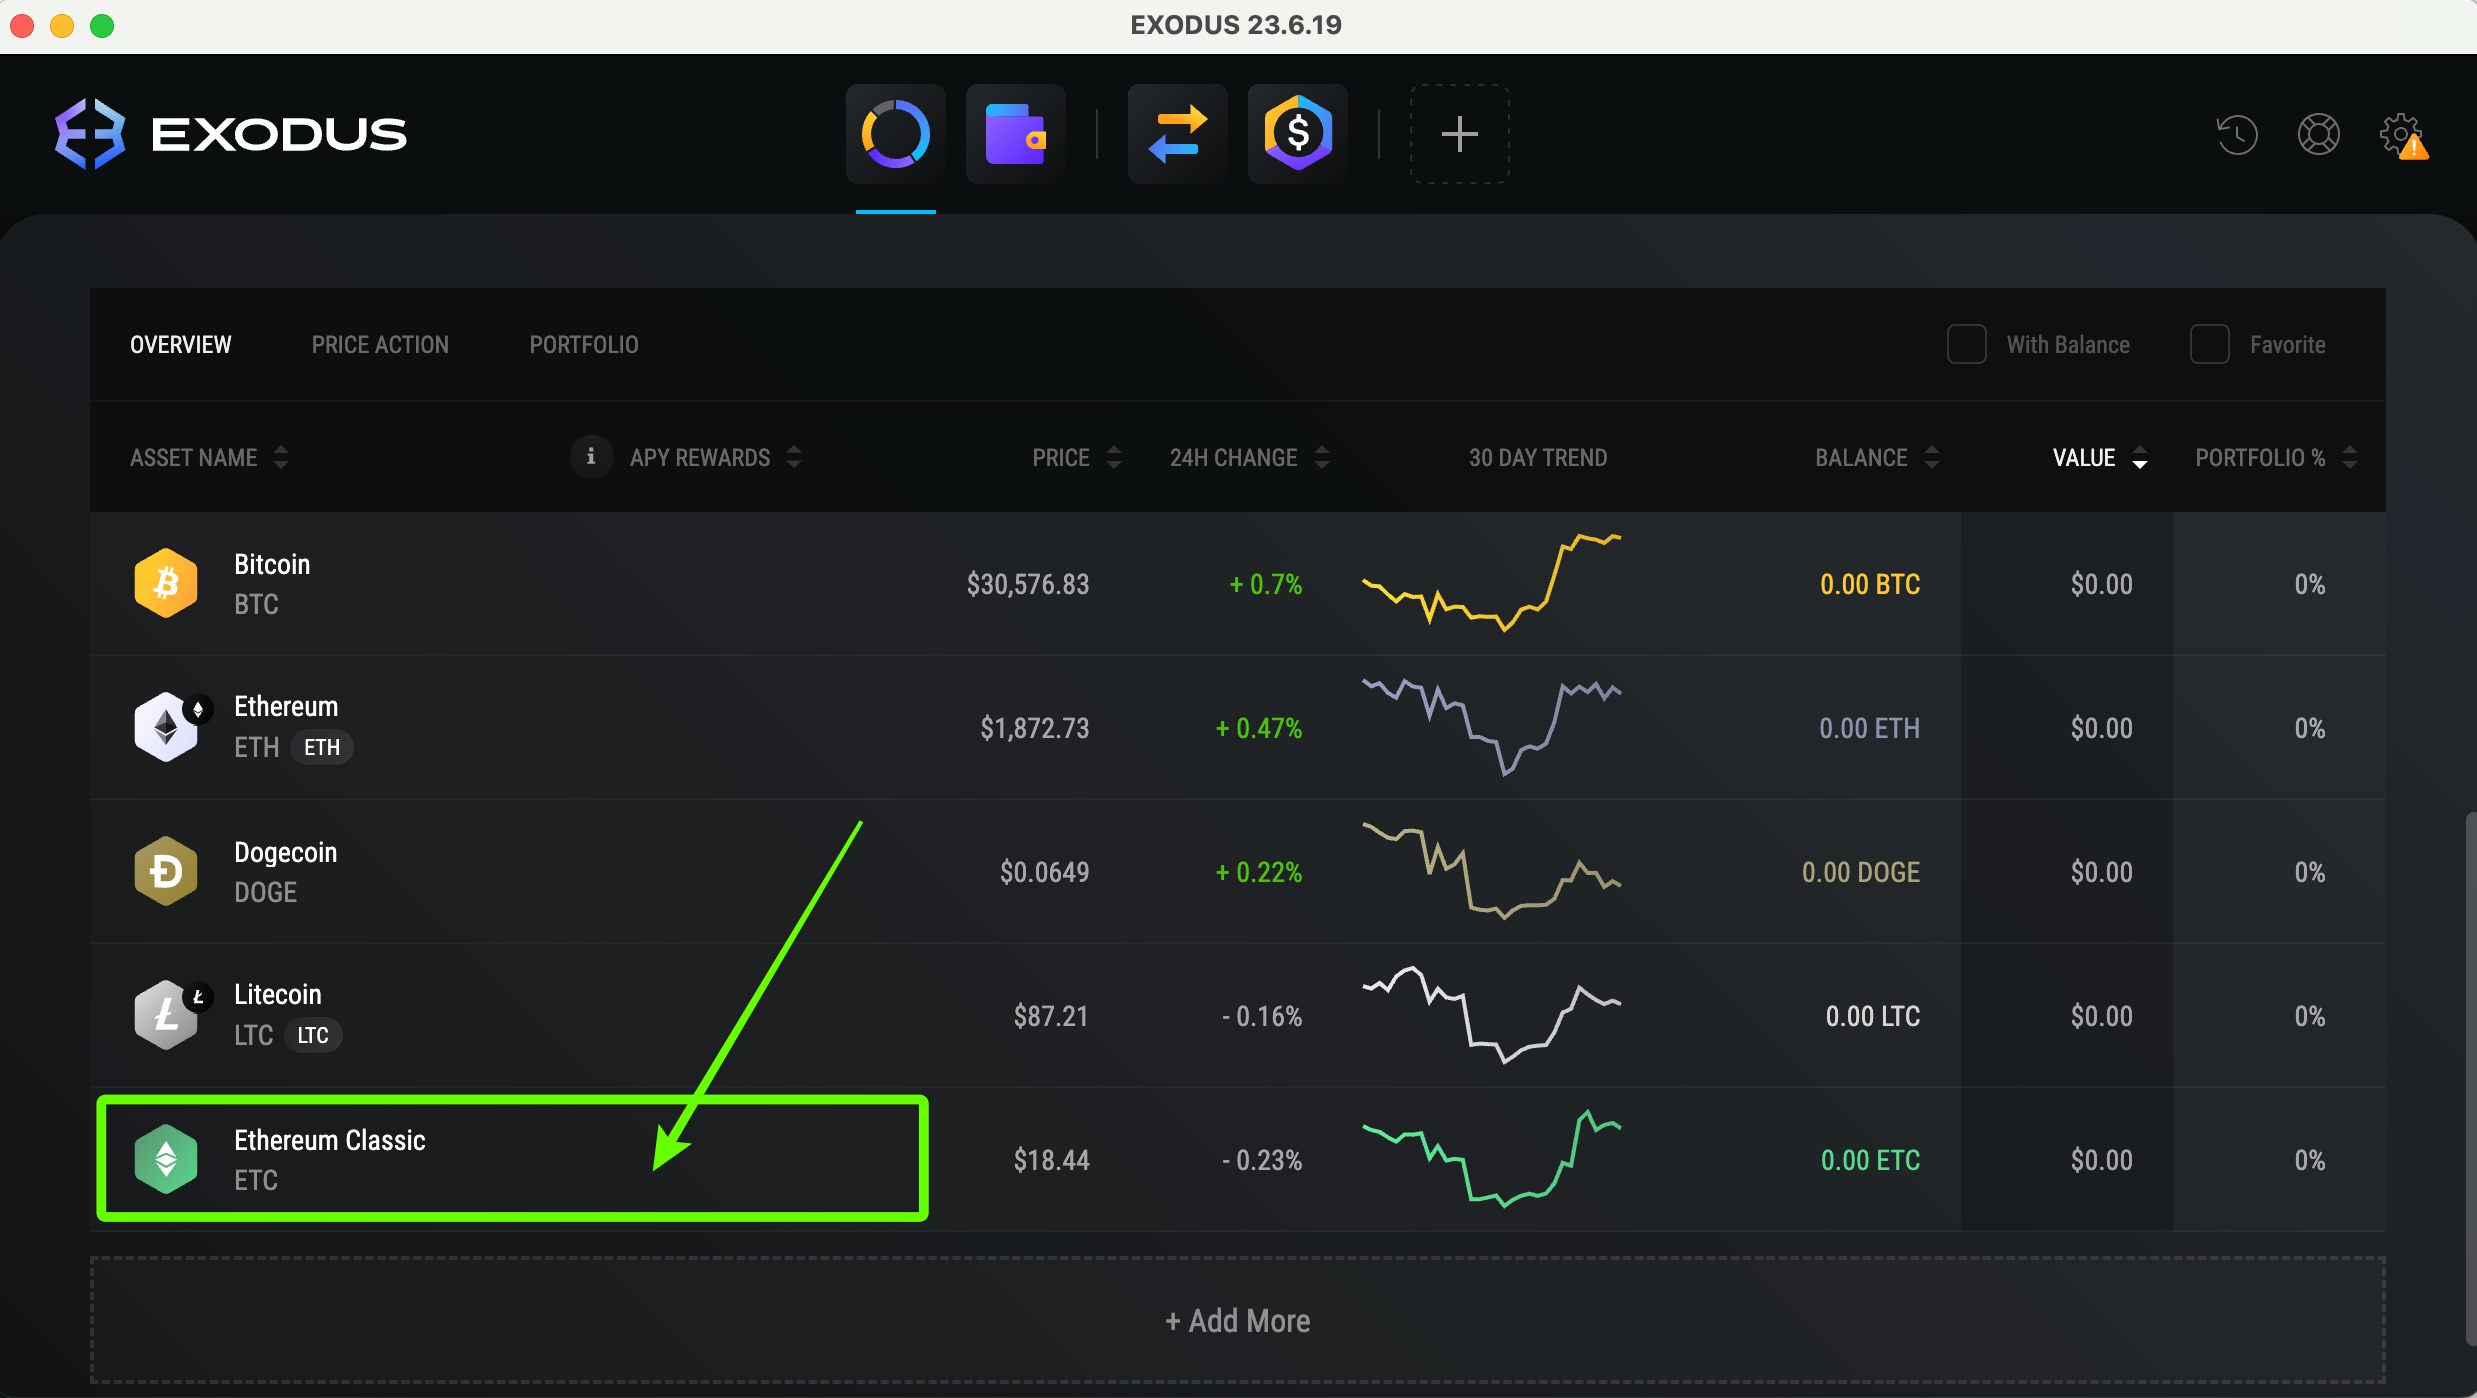 EXODUS 23.6.19
EXODUS
OVERVIEW PRICE ACTION PORTFOLIO With Balance Favorite
ASSET NAME i APY REWARDS PRICE 24H CHANGE 30 DAY TREND BALANCE VALUE PORTFOLIO %
Bitcoin
BTC
$30,576.83 + 0.7% 0.00 BTC $0.00 0%
Ethereum
ETH ETH
$1,872.73 + 0.47% 0.00 ETH $0.00 0%
Dogecoin
DOGE
$0.0649 + 0.22% 0.00 DOGE $0.00 0%
Litecoin
LTC LTC
$87.21 - 0.16% 0.00 LTC $0.00 0%
Ethereum Classic
ETC
$18.44 - 0.23% 0.00 ETC $0.00 0%
+ Add More